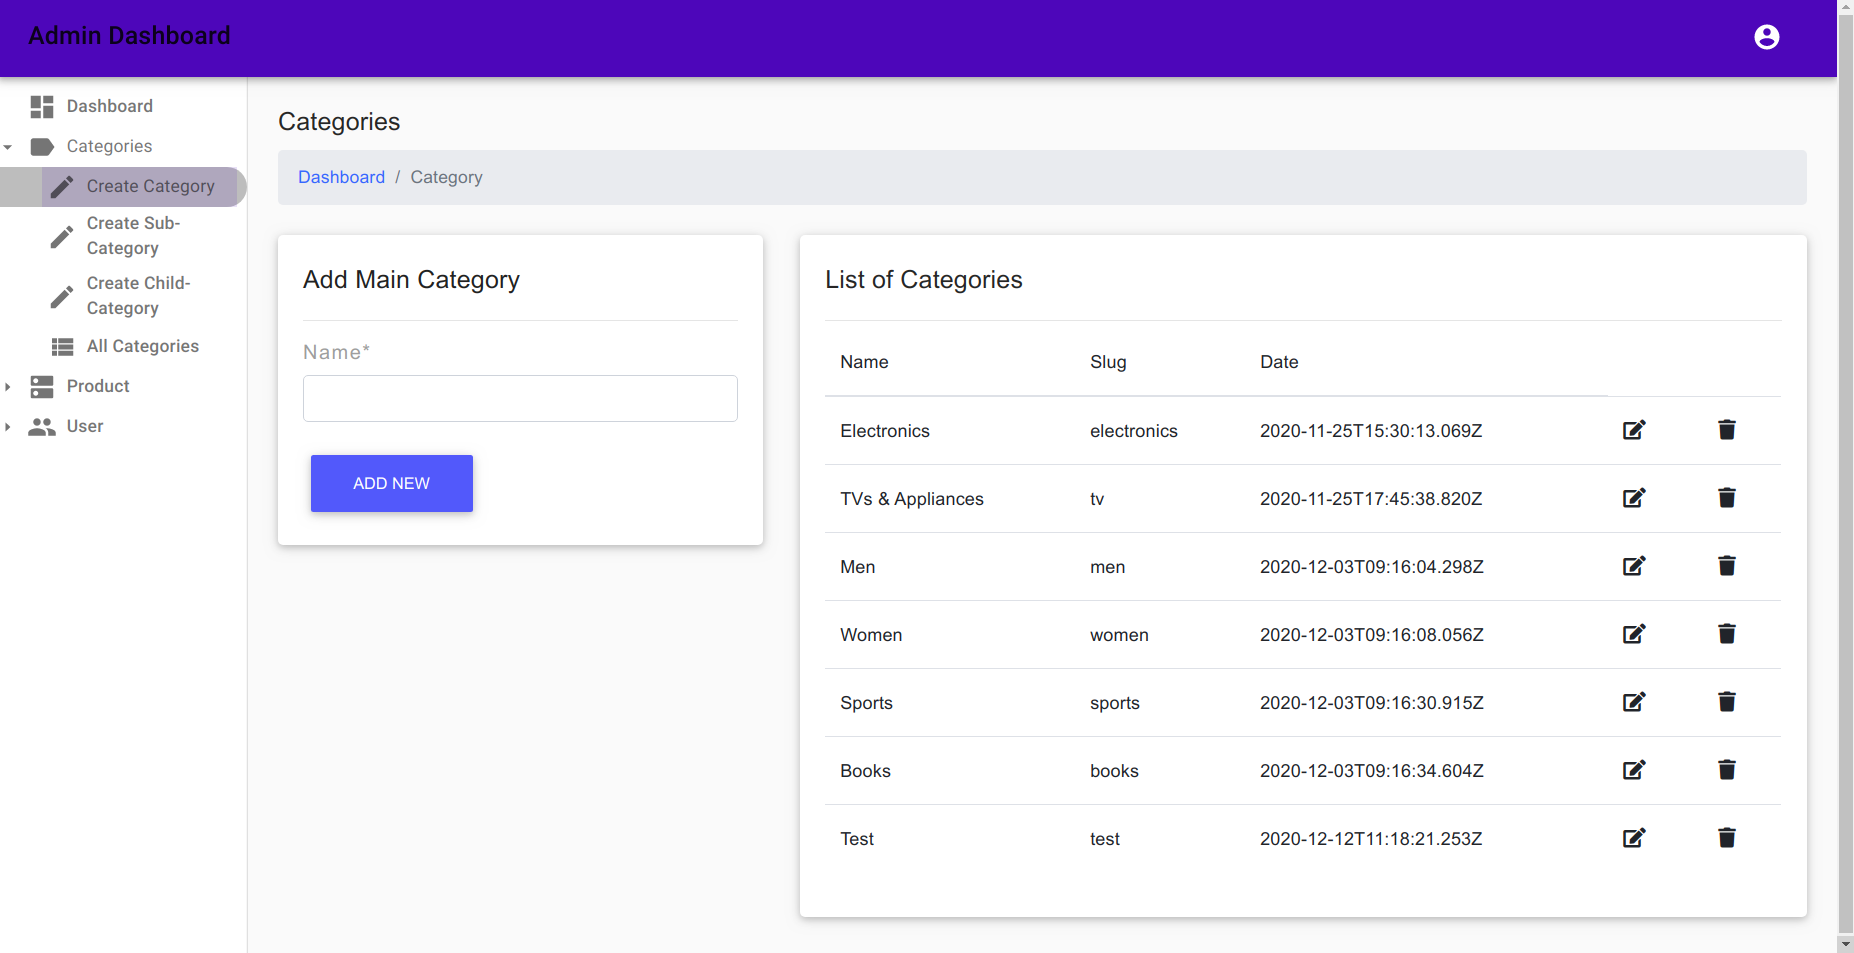 Admin Dashboard
Dashboard
Categories
Create Category
Create Sub-
Category
Create Child-
Category
All Categories
Product
User
Categories
Dashboard / Category
Add Main Category
Name*
ADD NEW
List of Categories
Name Slug Date
Electronics electronics 2020-11-25T15:30:13.069Z
TVs & Appliances tv 2020-11-25T17:45:38.820Z
Men men 2020-12-03T09:16:04.298Z
Women women 2020-12-03T09:16:08.056Z
Sports sports 2020-12-03T09:16:30.915Z
Books books 2020-12-03T09:16:34.604Z
Test test 2020-12-12T11:18:21.253Z